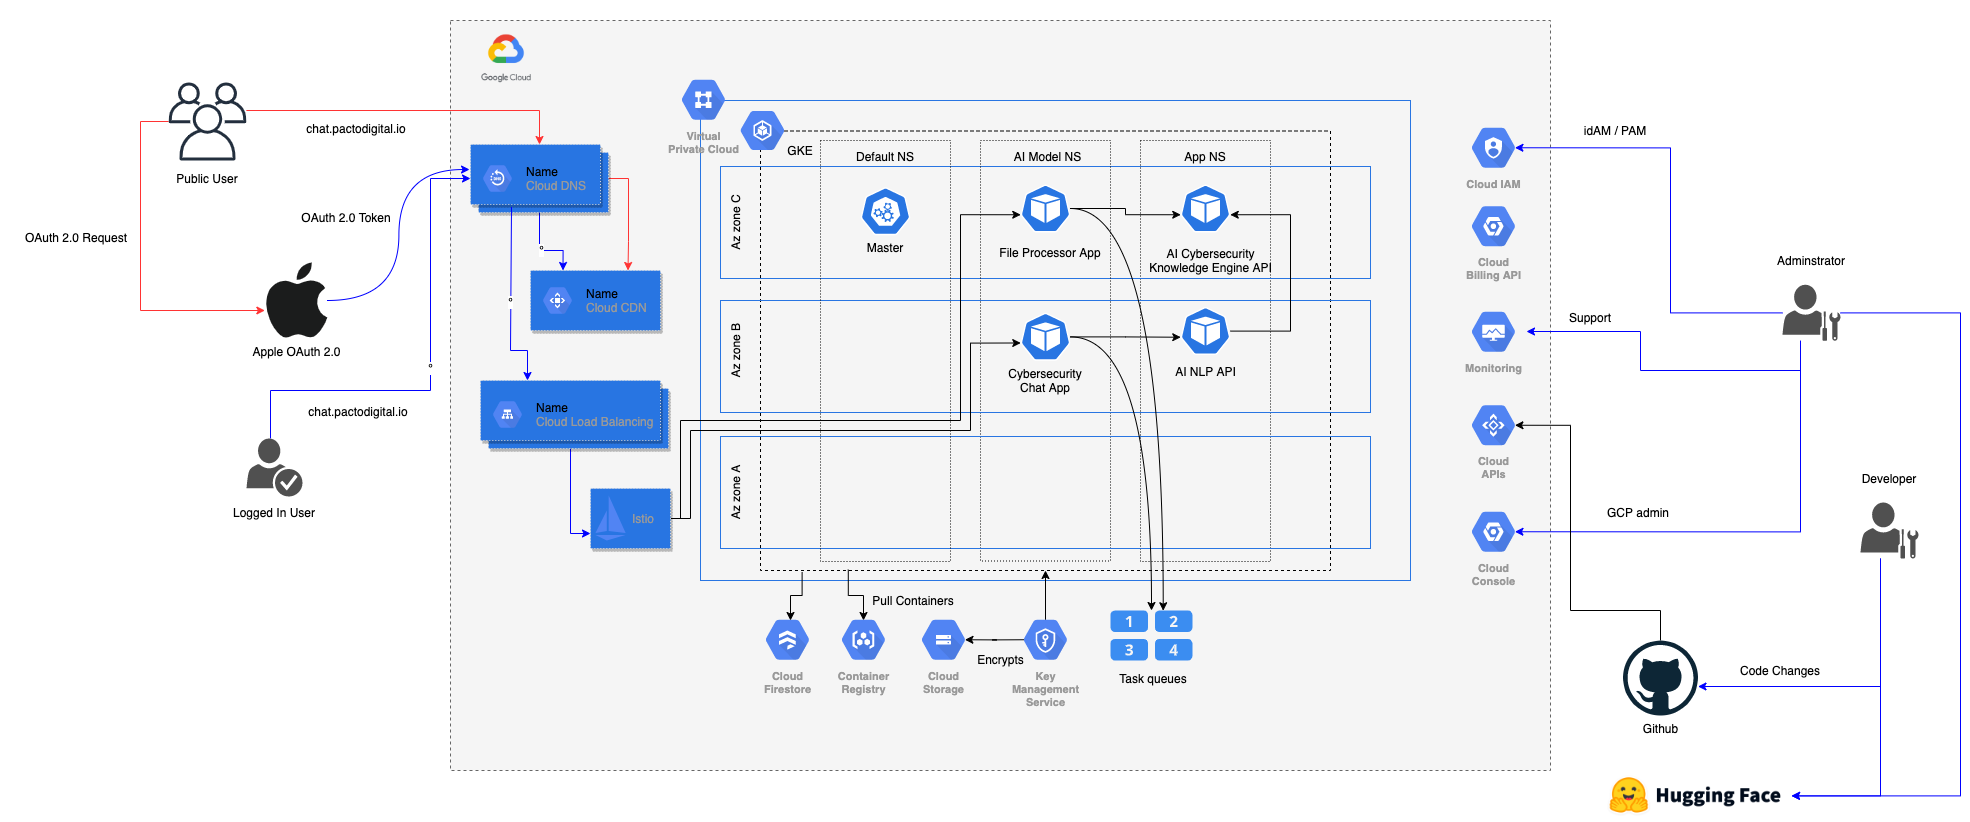 Google Cloud
Public User
chat.pactodigital.io
OAuth 2.0 Request
OAuth 2.0 Token
Apple OAuth 2.0
chat.pactodigital.io
Logged In User
Name
Cloud DNS
Name
Cloud CDN
Name
Cloud Load Balancing
Istio
Virtual
Private Cloud
GKE
Default NS
AI Model NS
App NS
Az zone C
Master
File Processor App
AI Cybersecurity
Knowledge Engine API
Az zone B
Cybersecurity
Chat App
AI NLP API
Az zone A
Pull Containers
Cloud
Firestore
Container
Registry
Cloud
Storage
Encrypts
Key
Management
Service
1
2
3
4
Task queues
Cloud IAM
Cloud
Billing API
Monitoring
Cloud
APIs
Cloud
Console
idAM / PAM
Adminstrator
Support
GCP admin
Developer
Code Changes
Github
Hugging Face